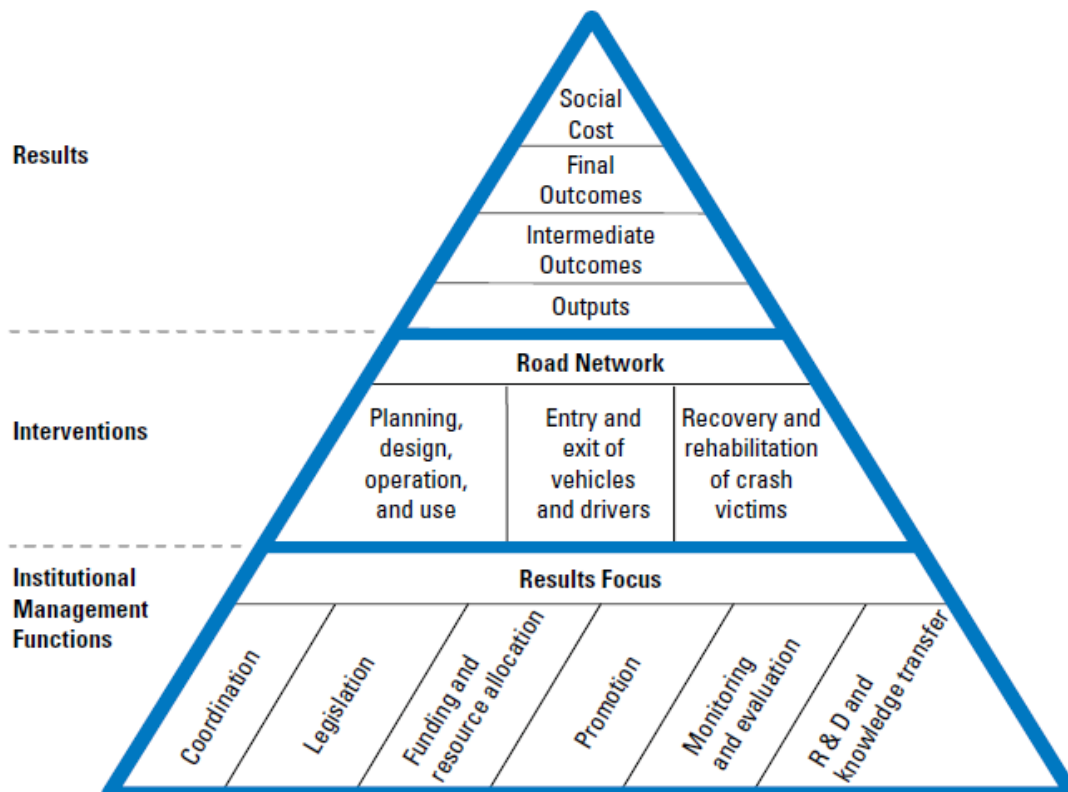 Results
Social
Cost
Final
Outcomes
Intermediate
Outcomes
Outputs
Interventions
Road Network
Planning,
design,
operation,
and use
Entry and
exit of
vehicles
and drivers
Recovery and
rehabilitation
of crash
victims
Institutional
Management
Functions
Results Focus
Coordination
Legislation
Funding and
resource allocation
Promotion
Monitoring
and evaluation
R & D and
knowledge transfer